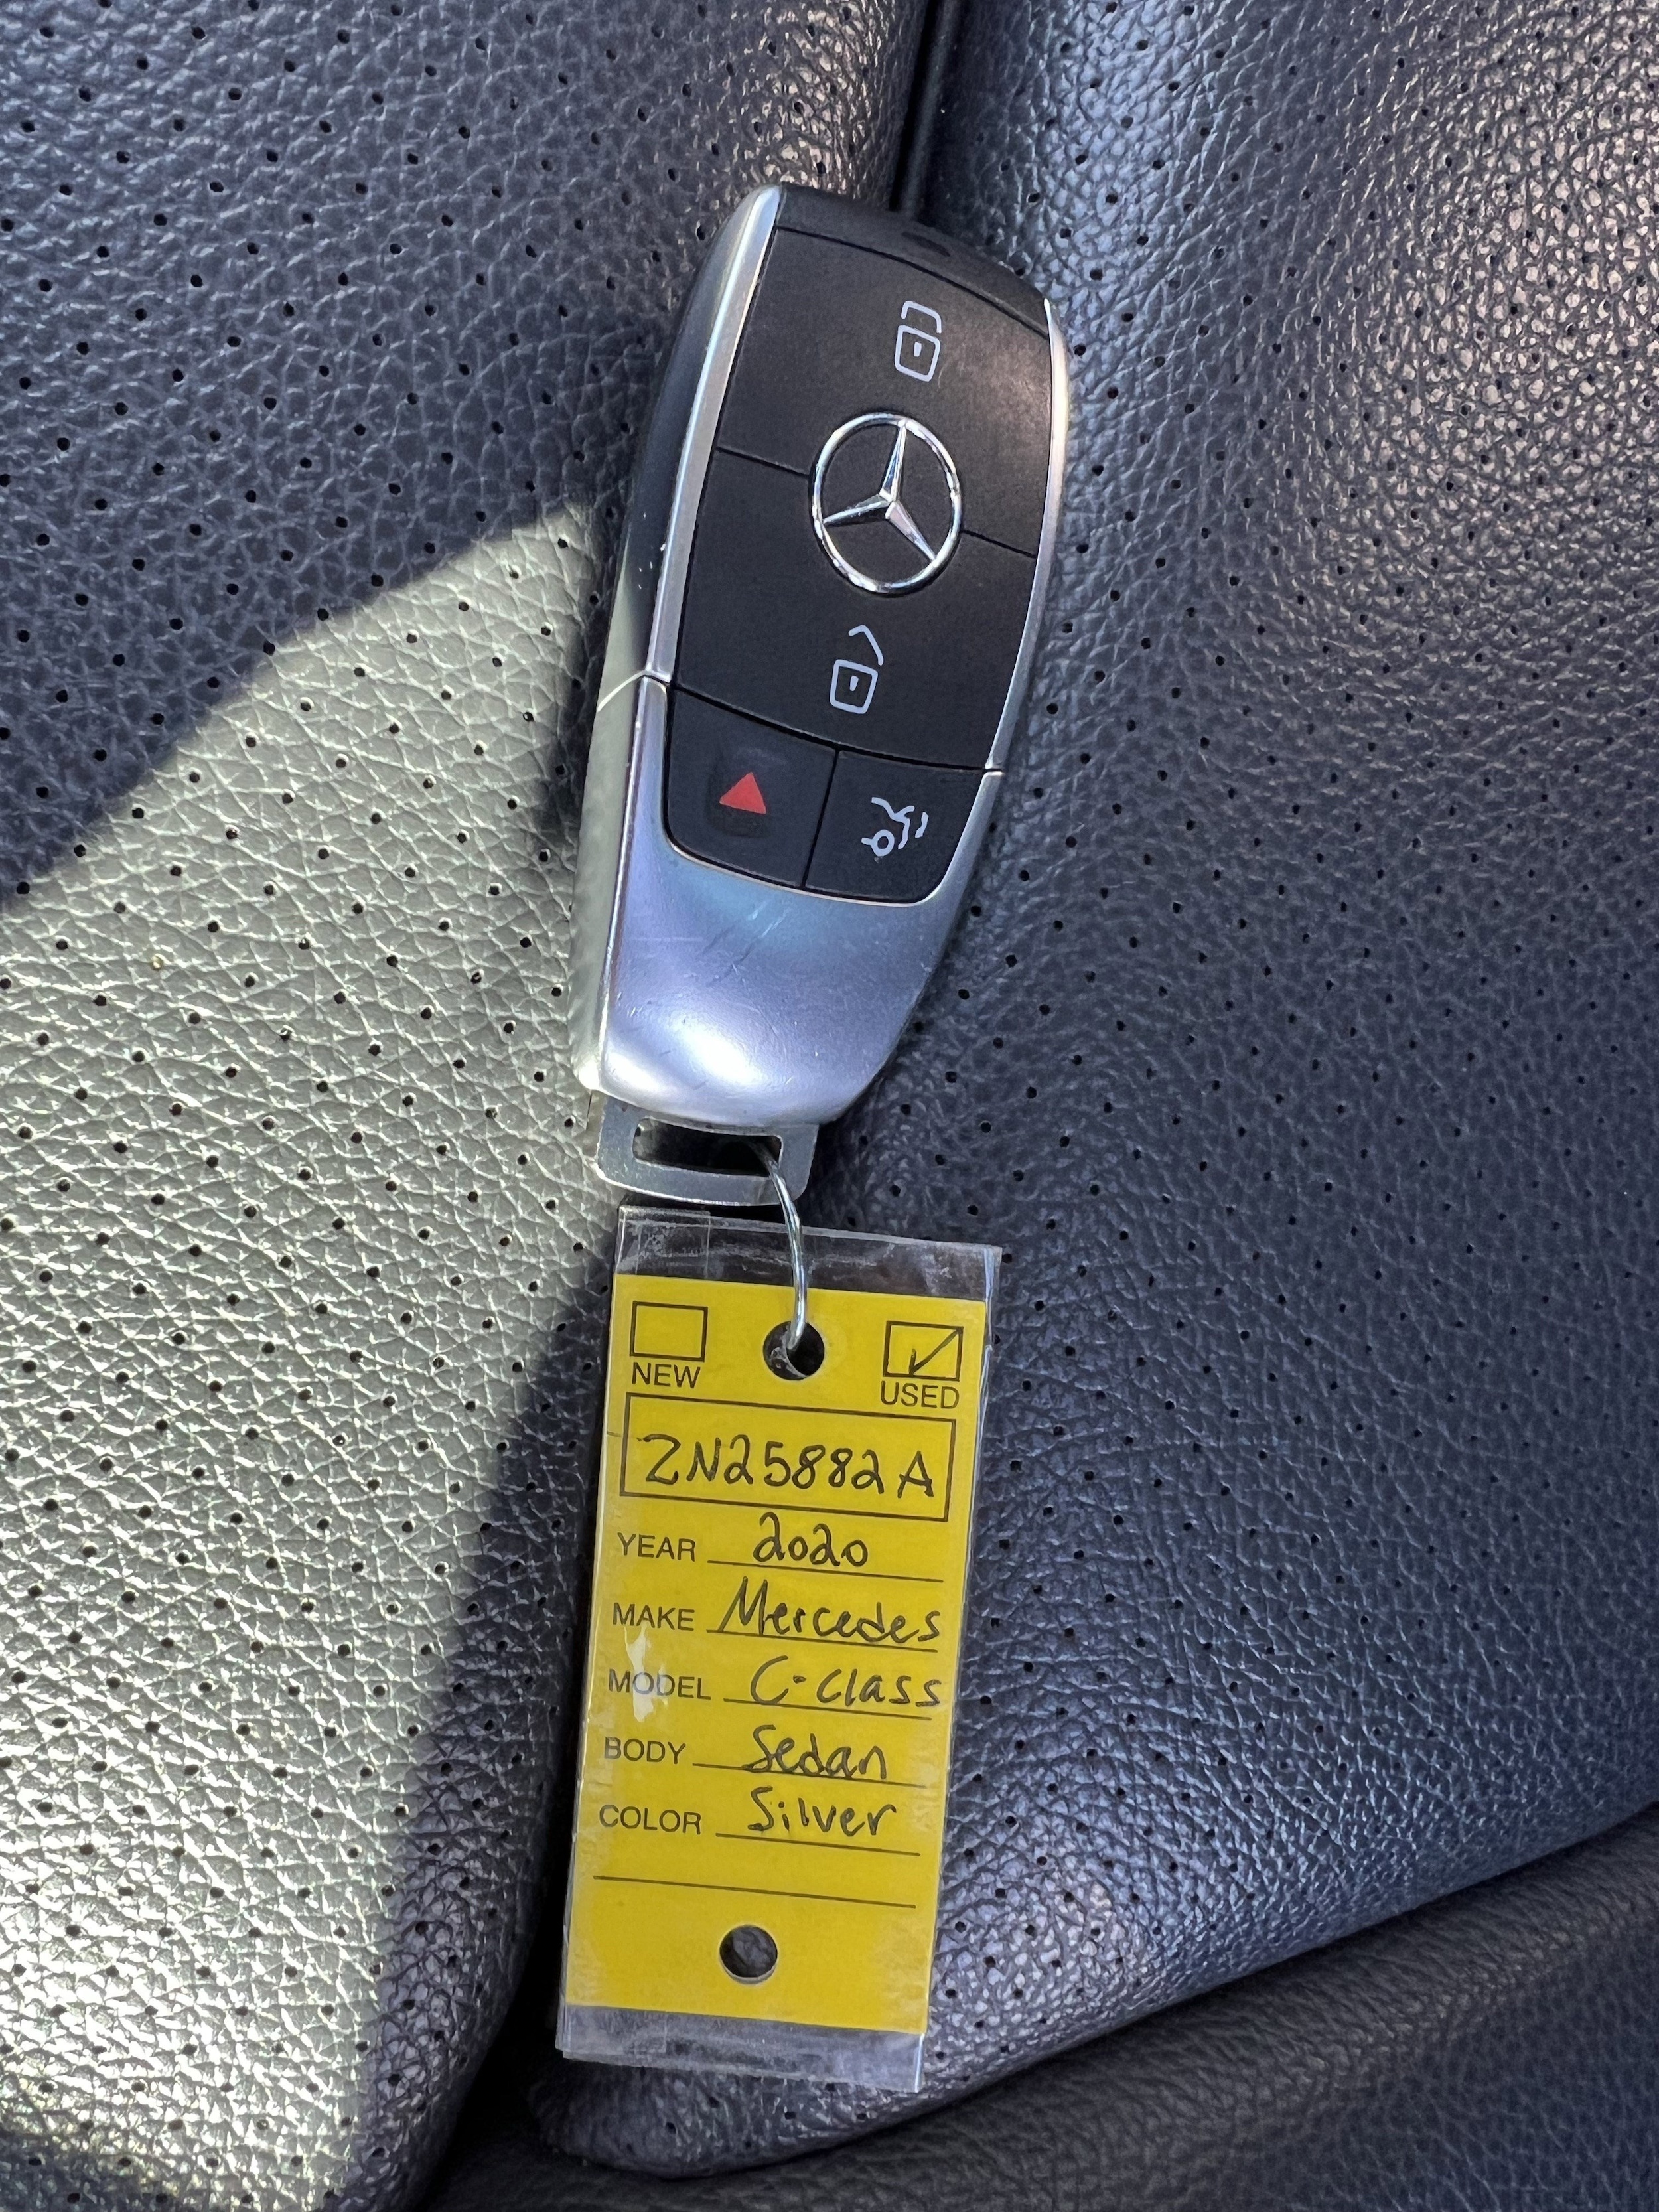 NEW USED
ZN25882A
YEAR 2020
MAKE Mercedes
MODEL C-class
BODY Sedan
COLOR Silver